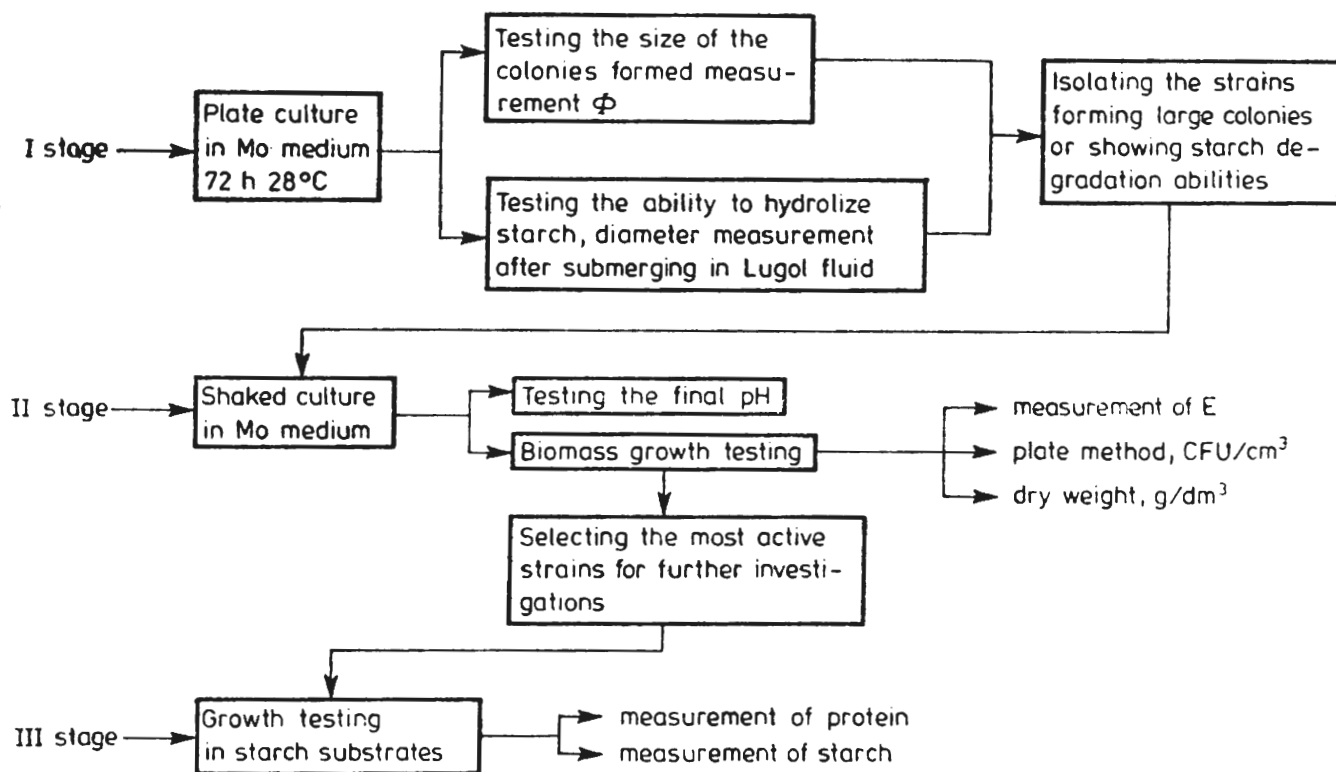 Testing the size of the
colonies formed measu-
rement Φ
I stage
Plate culture
in Mo medium
72 h 28°C
Isolating the strains
forming large colonies
or showing starch de-
gradation abilities
Testing the ability to hydrolize
starch, diameter measurement
after submerging in Lugol fluid
II stage
Shaked culture
in Mo medium
Testing the final pH
Biomass growth testing
measurement of E
plate method, CFU/cm³
dry weight, g/dm³
Selecting the most active
strains for further investi-
gations
III stage
Growth testing
in starch substrates
measurement of protein
measurement of starch